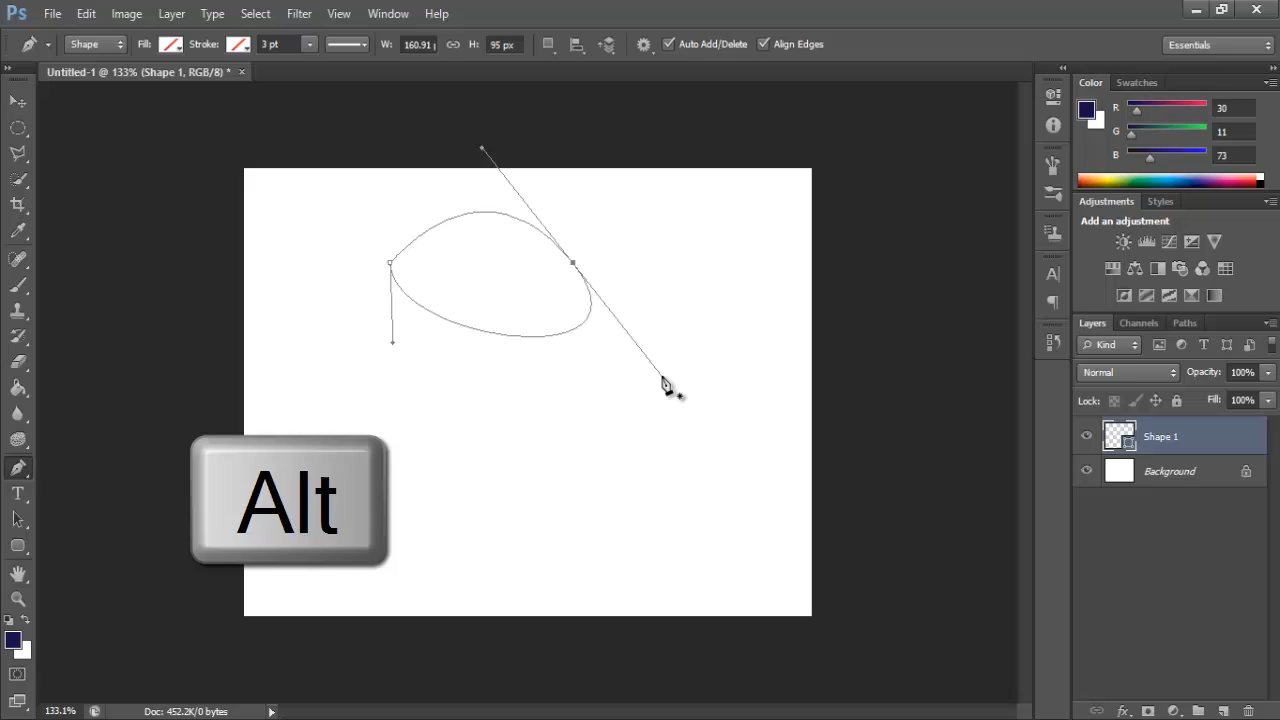 Ps File Edit Image Layer Type Select Filter View Window Help
Shape Fill: Stroke: 3 pt W: 160.91 H: 95 px Auto Add/Delete Align Edges Essentials
Untitled-1 @ 133% (Shape 1, RGB/8) *
Color Swatches
R 30
G 11
B 73
Adjustments Styles
Add an adjustment
Layers Channels Paths
Kind
Normal Opacity: 100%
Lock: Fill: 100%
Shape 1
Background
Alt
133.1% Doc: 452.2K/0 bytes